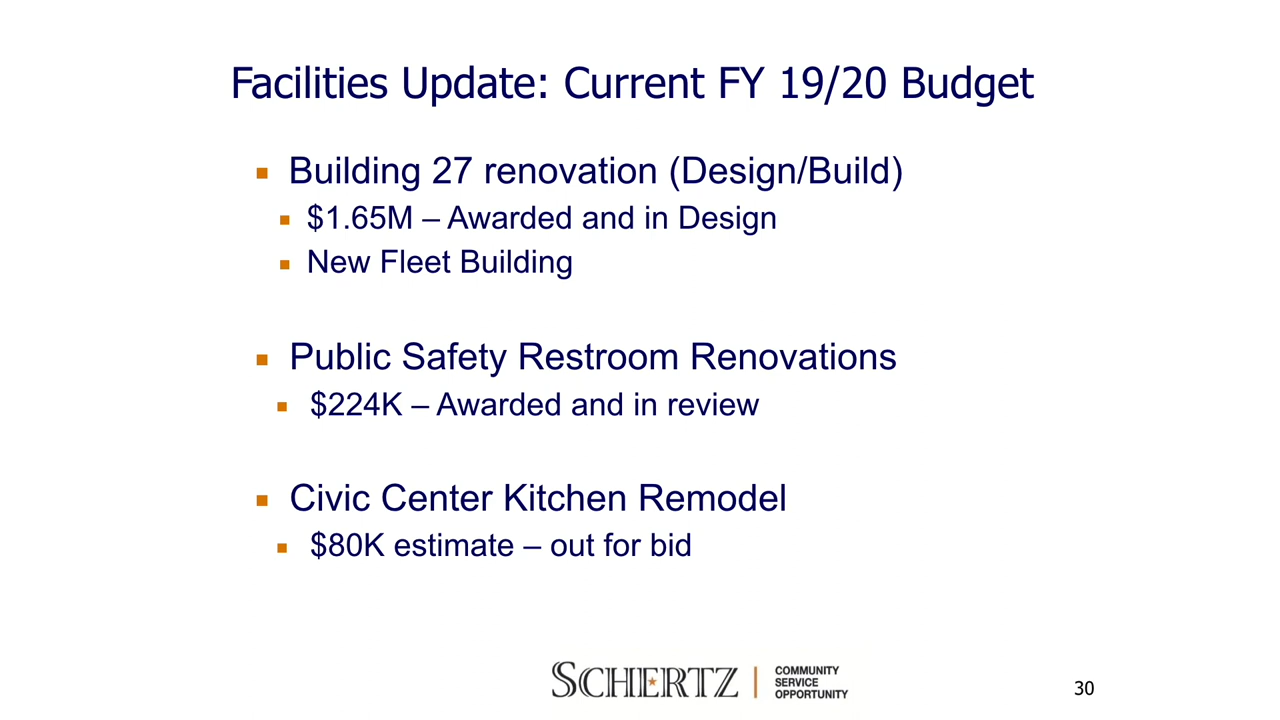 Facilities Update: Current FY 19/20 Budget
Building 27 renovation (Design/Build)
$1.65M – Awarded and in Design
New Fleet Building
Public Safety Restroom Renovations
$224K – Awarded and in review
Civic Center Kitchen Remodel
$80K estimate – out for bid
SCHERTZ
COMMUNITY
SERVICE
OPPORTUNITY
30